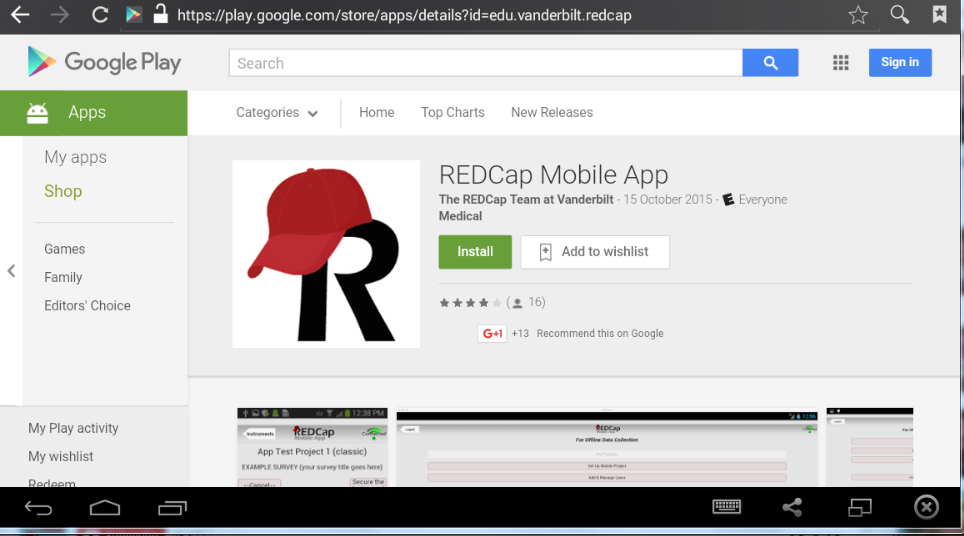 https://play.google.com/store/apps/details?id=edu.vanderbilt.redcap
Google Play
Search
Sign in
Apps
Categories
Home
Top Charts
New Releases
My apps
Shop
Games
Family
Editors' Choice
My Play activity
My wishlist
Redeem
REDCap Mobile App
The REDCap Team at Vanderbilt - 15 October 2015 - E Everyone
Medical
Install
Add to wishlist
(16)
G+1 +13 Recommend this on Google
12:38 PM
Instruments
REDCap
Mobile App
App Test Project 1 (classic)
EXAMPLE SURVEY (your survey title goes here)
--Cancel--
Secure the
REDCap
Mobile App
For Offline Data Collection
Set Up Mobile Project
Add & Manage Users